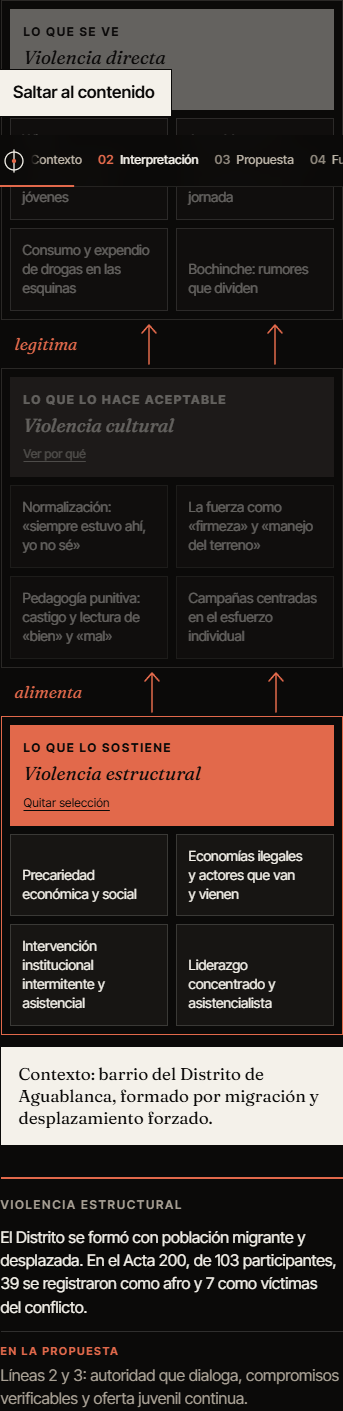 LO QUE SE VE
Violencia directa
Saltar al contenido
Contexto 02 Interpretación 03 Propuesta 04
jóvenes
jornada
Consumo y expendio
de drogas en las
esquinas
Bochinche: rumores
que dividen
legitima
LO QUE LO HACE ACEPTABLE
Violencia cultural
Ver por qué
Normalización:
«siempre estuvo ahí,
yo no sé»
La fuerza como
«firmeza» y «manejo
del terreno»
Pedagogía punitiva:
castigo y lectura de
«bien» y «mal»
Campañas centradas
en el esfuerzo
individual
alimenta
LO QUE LO SOSTIENE
Violencia estructural
Quitar selección
Precariedad
económica y social
Economías ilegales
y actores que van
y vienen
Intervención
institucional
intermitente y
asistencial
Liderazgo
concentrado y
asistencialista
Contexto: barrio del Distrito de
Aguablanca, formado por migración y
desplazamiento forzado.
VIOLENCIA ESTRUCTURAL
El Distrito se formó con población migrante y
desplazada. En el Acta 200, de 103 participantes,
39 se registraron como afro y 7 como víctimas
del conflicto.
EN LA PROPUESTA
Líneas 2 y 3: autoridad que dialoga, compromisos
verificables y oferta juvenil continua.